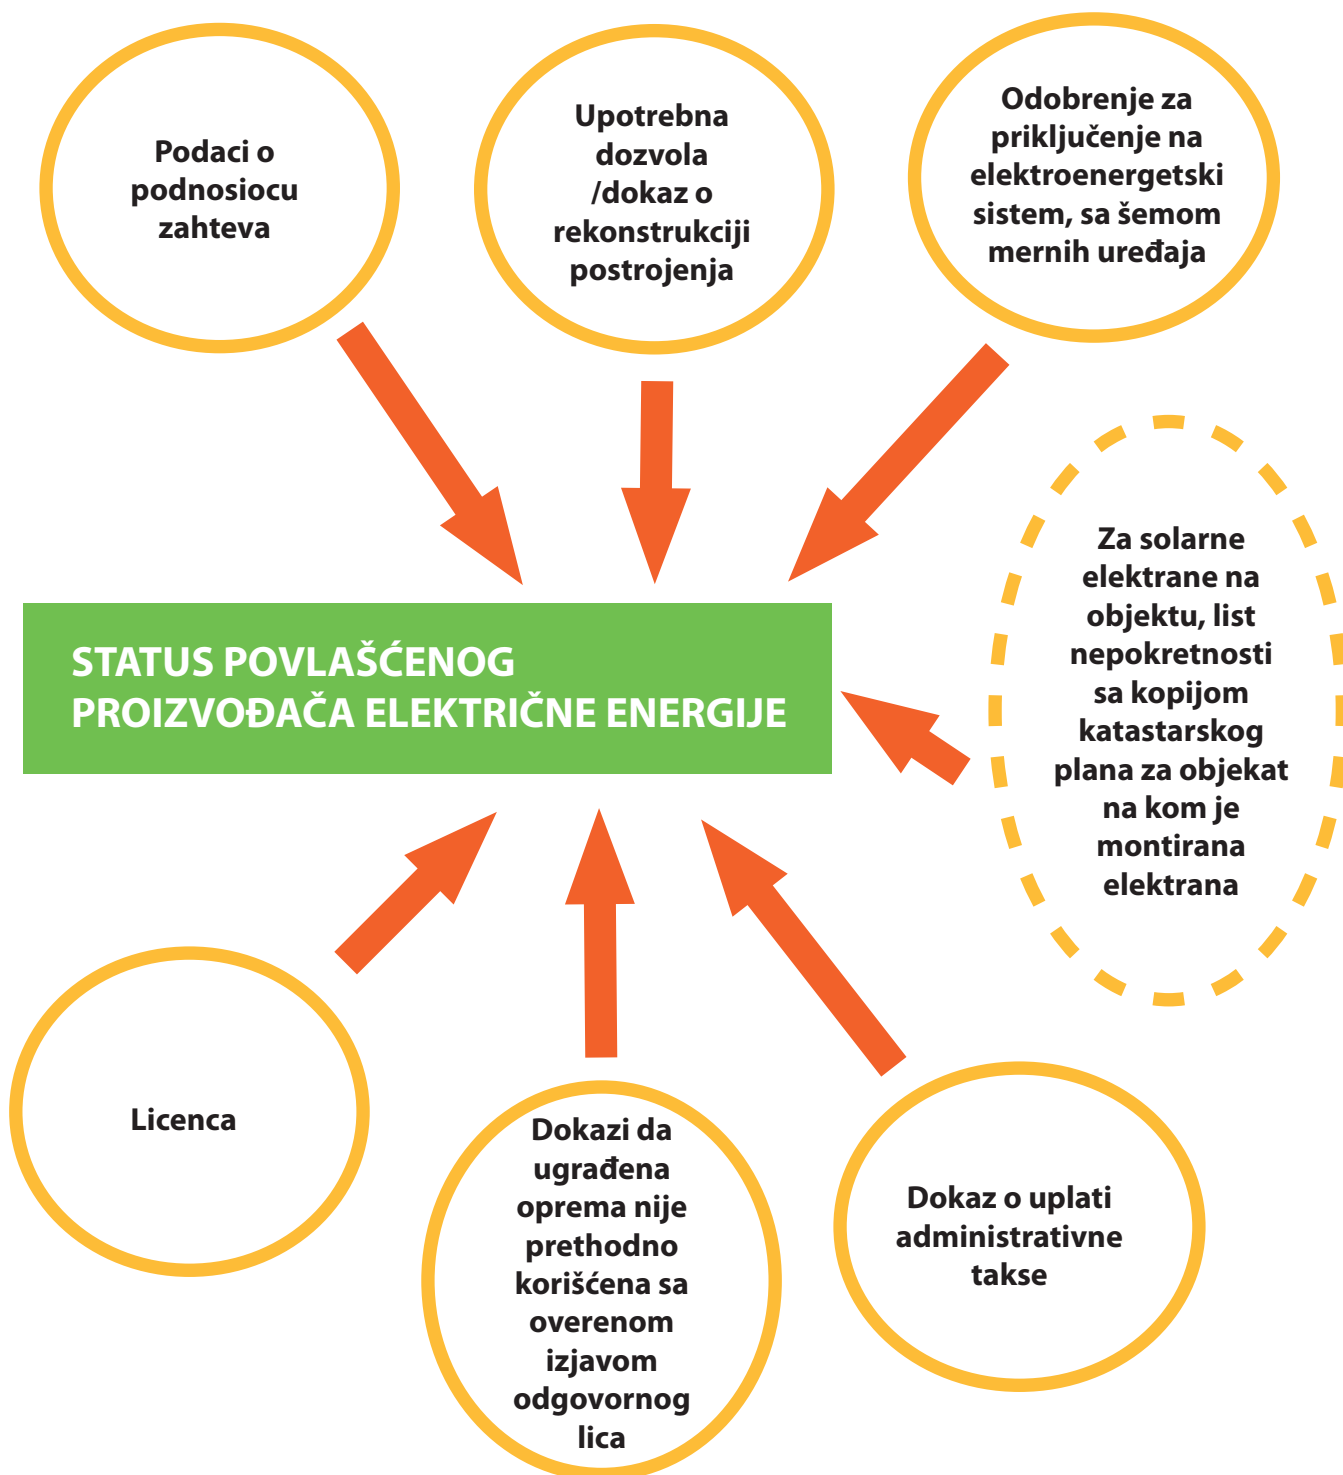 Podaci o
podnosiocu
zahteva
Upotrebna
dozvola
/dokaz o
rekonstrukciji
postrojenja
Odobrenje za
priključenje na
elektroenergetski
sistem, sa šemom
mernih uređaja
Za solarne
elektrane na
objektu, list
nepokretnosti
sa kopijom
katastarskog
plana za objekat
na kom je
montirana
elektrana
STATUS POVLAŠĆENOG
PROIZVOĐAČA ELEKTRIČNE ENERGIJE
Licenca
Dokazi da
ugrađena
oprema nije
prethodno
korišćena sa
overenom
izjavom
odgovornog
lica
Dokaz o uplati
administrativne
takse